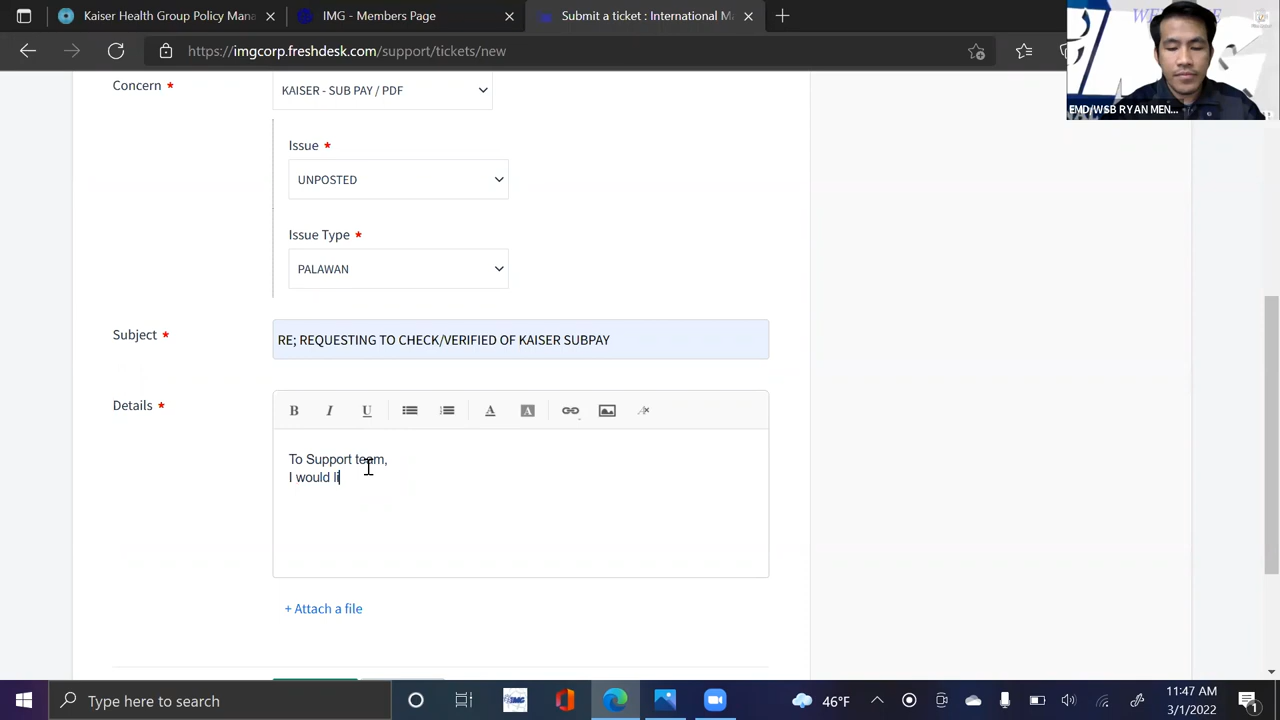 Kaiser Health Group Policy Mana
IMG - M
Submit a ticket : International M
https://imgcorp.freshdesk.com/support/tickets/new
EMD/WSB RYAN MEN...
Concern *
KAISER - SUB PAY / PDF
Issue *
UNPOSTED
Issue Type *
PALAWAN
Subject *
RE; REQUESTING TO CHECK/VERIFIED OF KAISER SUBPAY
Details *
B I U A A
To Support team,
I would li
+ Attach a file
Type here to search
IMG
46°F
11:47 AM
3/1/2022
1